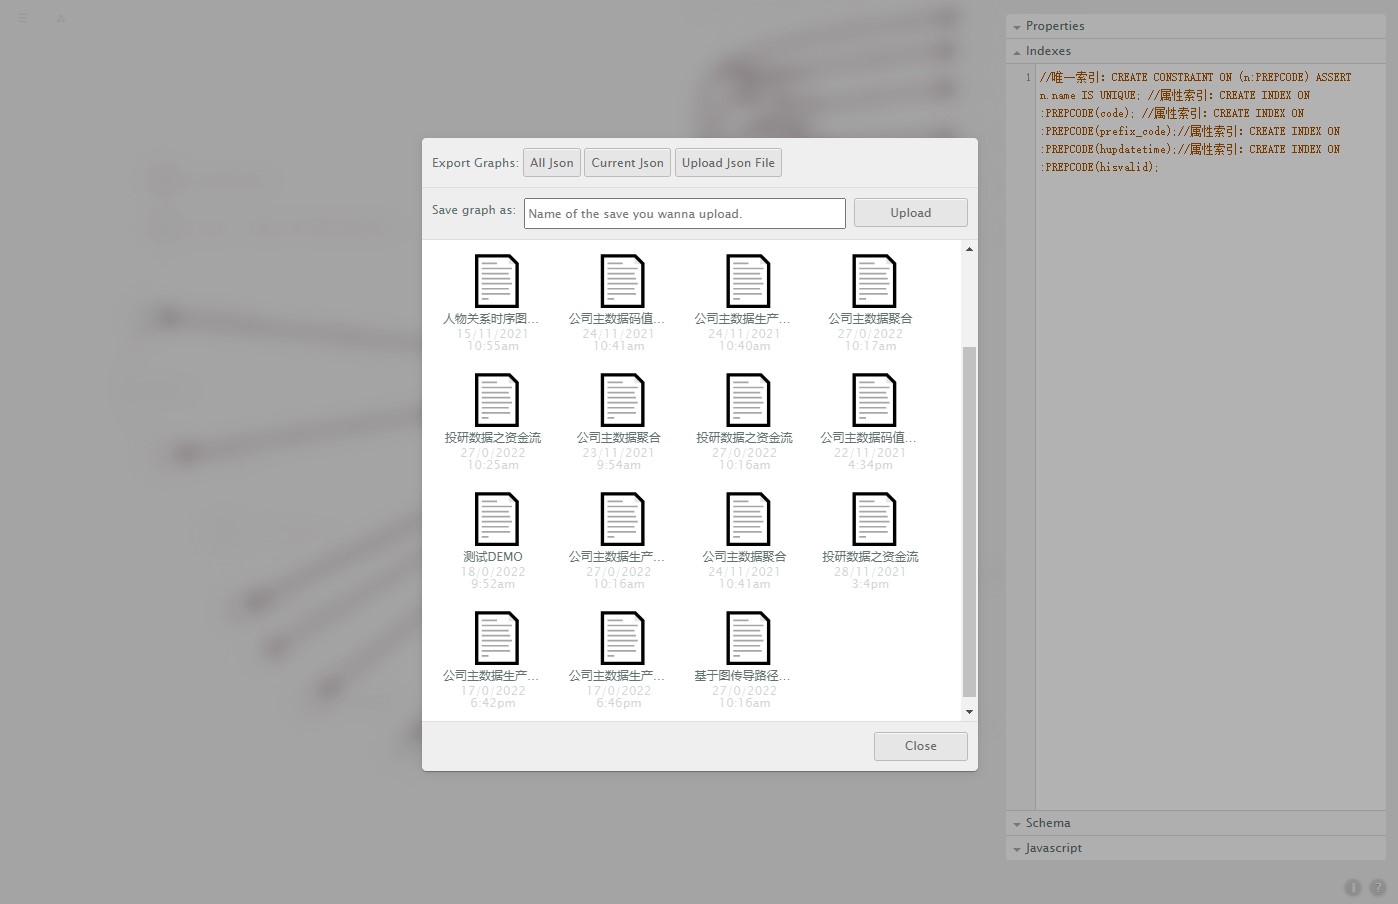 Properties
Indexes
1
//唯一索引: CREATE CONSTRAINT ON (n:PREPCODE) ASSERT
n.name IS UNIQUE; //属性索引: CREATE INDEX ON
:PREPCODE(code); //属性索引: CREATE INDEX ON
:PREPCODE(prefix_code);//属性索引: CREATE INDEX ON
:PREPCODE(hupdatetime);//属性索引: CREATE INDEX ON
:PREPCODE(hisvalid);
Export Graphs: All Json Current Json Upload Json File
Save graph as: Name of the save you wanna upload. Upload
人物关系时序图... 公司主数据码值... 公司主数据生产... 公司主数据聚合
15/11/2021 24/11/2021 24/11/2021 27/0/2022
10:55am 10:41am 10:40am 10:17am
投研数据之资金流 公司主数据聚合 投研数据之资金流 公司主数据码值...
27/0/2022 23/11/2021 27/0/2022 22/11/2021
10:25am 9:54am 10:16am 4:34pm
测试DEMO 公司主数据生产... 公司主数据聚合 投研数据之资金流
18/0/2022 27/0/2022 24/11/2021 28/11/2021
9:52am 10:16am 10:41am 3:4pm
公司主数据生产... 公司主数据生产... 基于图传导路径...
17/0/2022 17/0/2022 27/0/2022
6:42pm 6:46pm 10:16am
Close
Schema
Javascript